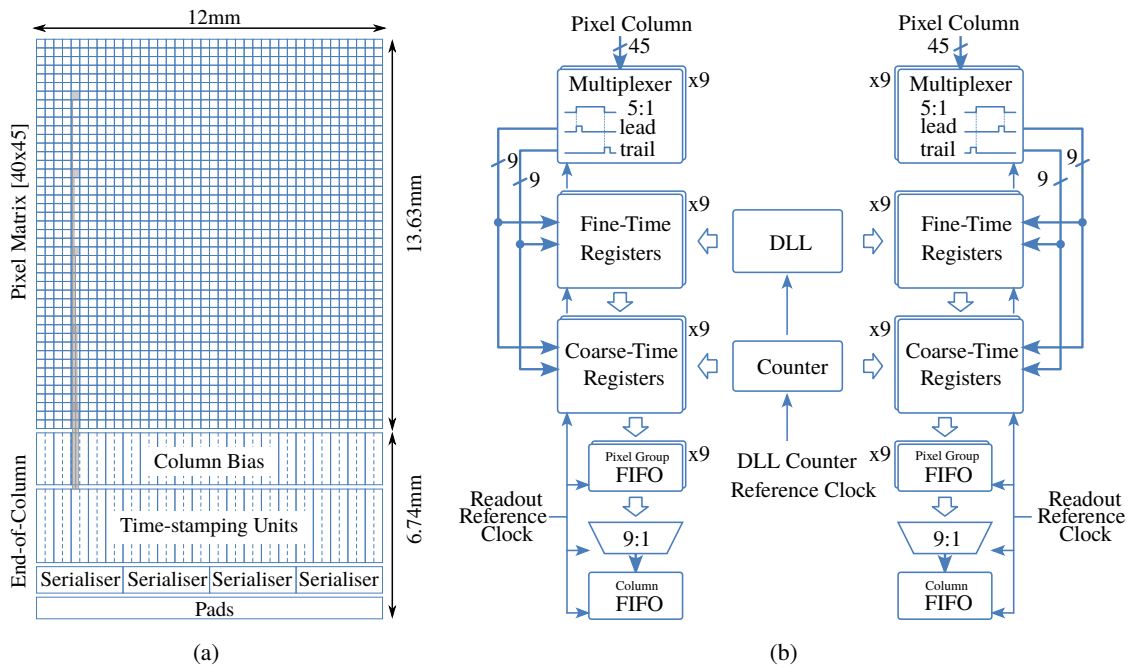 12mm
Pixel Matrix [40x45]
13.63mm
Column Bias
Time-stamping Units
End-of-Column
6.74mm
Serialiser Serialiser Serialiser Serialiser
Pads
(a)
Pixel Column
45
Multiplexer
x9
5:1
lead
trail
9
9
Fine-Time
Registers
x9
Coarse-Time
Registers
x9
Pixel Group
FIFO
x9
Readout
Reference
Clock
9:1
Column
FIFO
DLL
Counter
DLL Counter
Reference Clock
Pixel Column
45
x9
Multiplexer
5:1
lead
trail
9
9
x9
Fine-Time
Registers
x9
Coarse-Time
Registers
x9
Pixel Group
FIFO
Readout
Reference
Clock
9:1
Column
FIFO
(b)